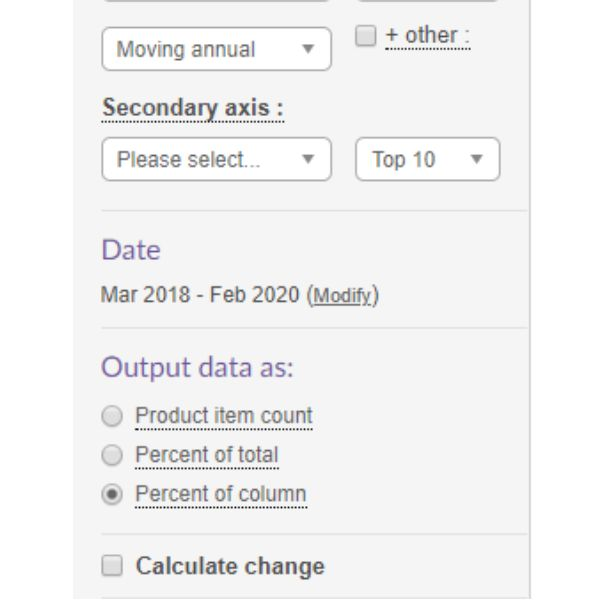 Moving annual
+ other :
Secondary axis :
Please select...
Top 10
Date
Mar 2018 - Feb 2020 (Modify)
Output data as:
Product item count
Percent of total
Percent of column
Calculate change